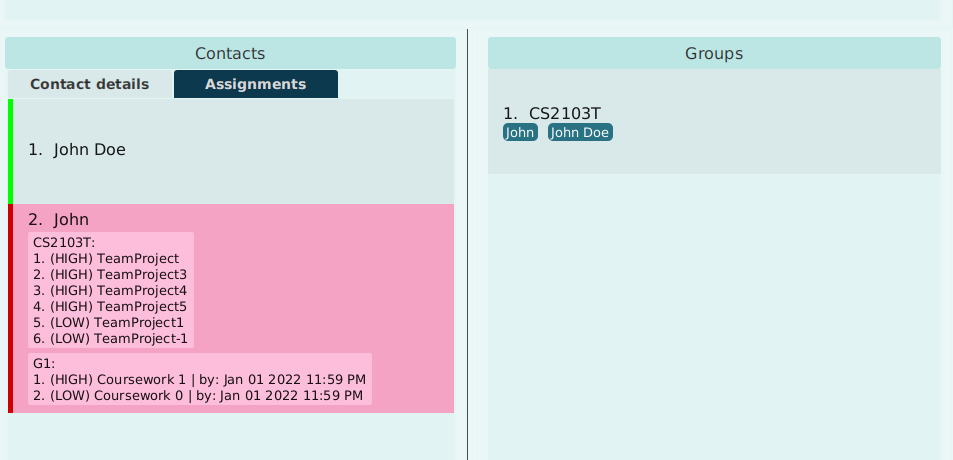 Contacts
Contact details
Assignments
1. John Doe
2. John
CS2103T:
1. (HIGH) TeamProject
2. (HIGH) TeamProject3
3. (HIGH) TeamProject4
4. (HIGH) TeamProject5
5. (LOW) TeamProject1
6. (LOW) TeamProject-1
G1:
1. (HIGH) Coursework 1 | by: Jan 01 2022 11:59 PM
2. (LOW) Coursework 0 | by: Jan 01 2022 11:59 PM
Groups
1. CS2103T
John John Doe